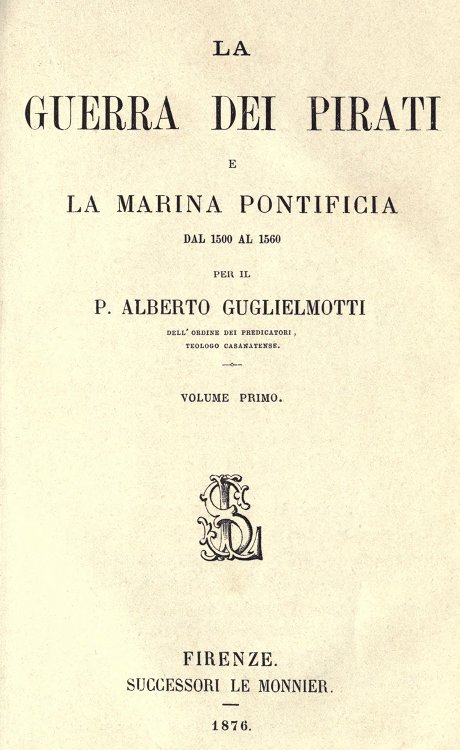 LA
GUERRA DEI PIRATI
E
LA MARINA PONTIFICIA
DAL 1500 AL 1560
PER IL
P. ALBERTO GUGLIELMOTTI
DELL' ORDINE DEI PREDICATORI,
TEOLOGO CASANATENSE.
VOLUME PRIMO.
FIRENZE.
SUCCESSORI LE MONNIER.
1876.